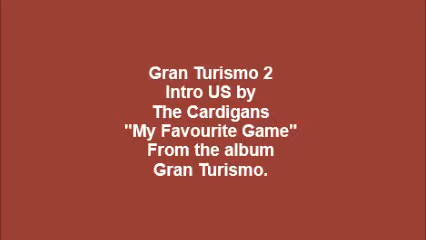 Gran Turismo 2
Intro US by
The Cardigans
"My Favourite Game"
From the album
Gran Turismo.